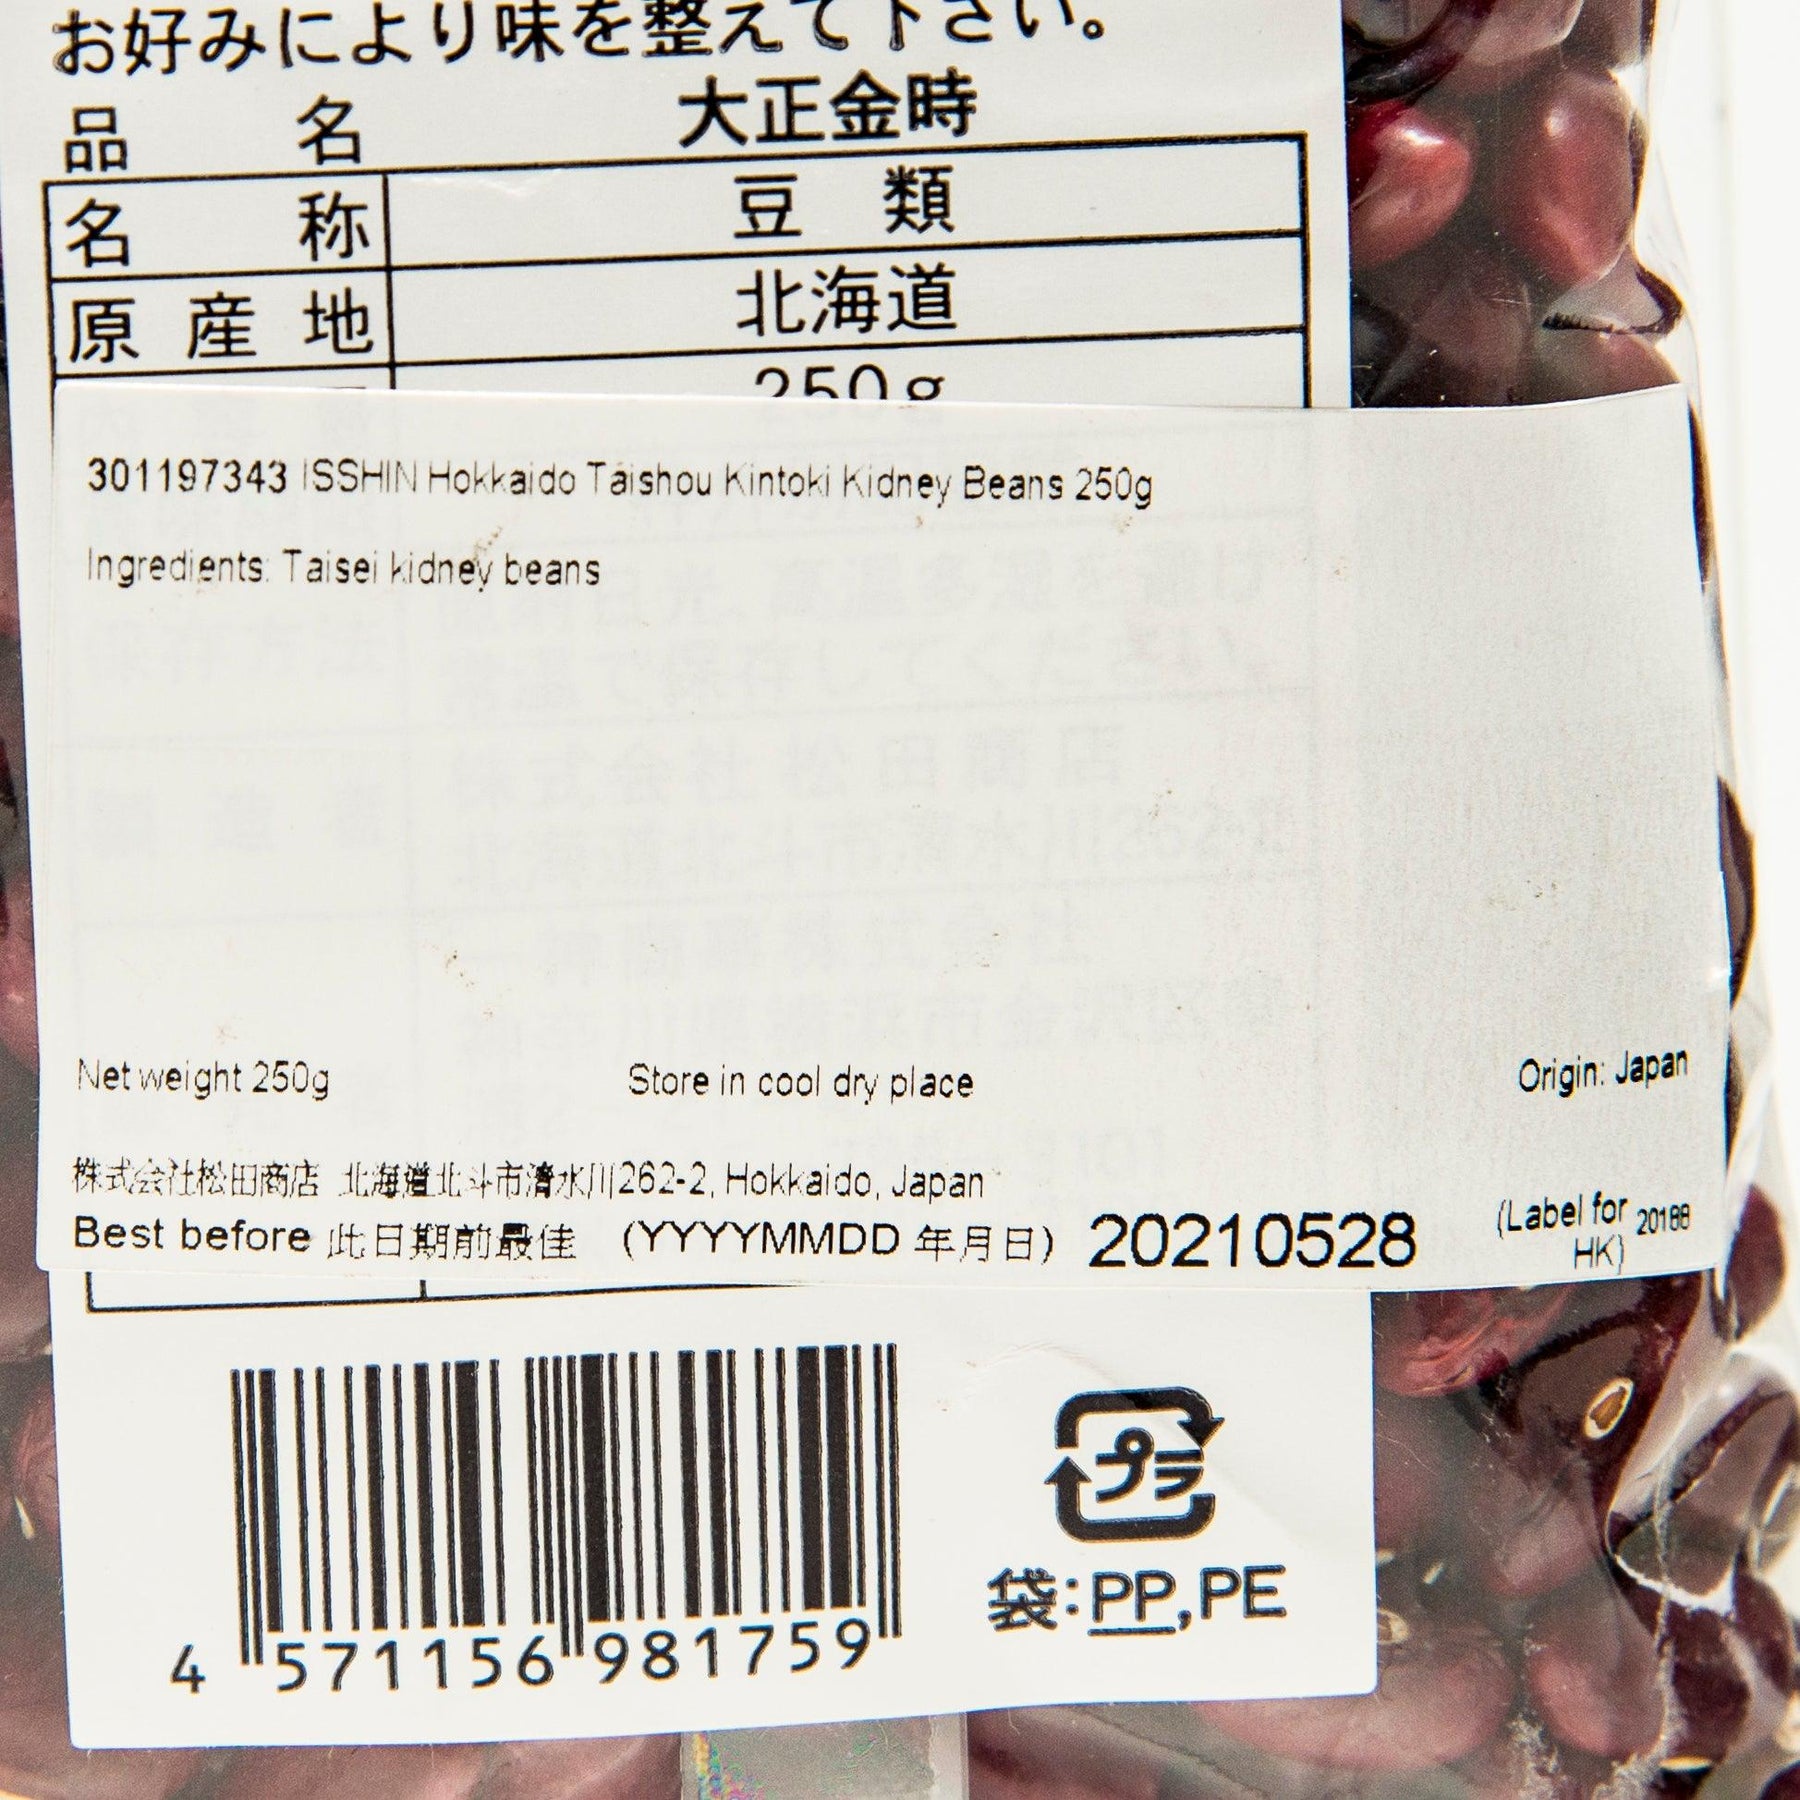 お好みにより味を整えて下さい。
品名 大正金時
名称 豆類
原産地 北海道
250g
301197343 ISSHIN Hokkaido Taishou Kintoki Kidney Beans 250g
Ingredients: Taisei kidney beans
Net weight 250g Store in cool dry place Origin: Japan
株式会社松田商店 北海道北斗市清水川262-2, Hokkaido, Japan
Best before 此日期前最佳 (YYYYMMDD 年月日) 20210528 (Label for HK) 20188
4 571156 981759
プラ
袋:PP,PE